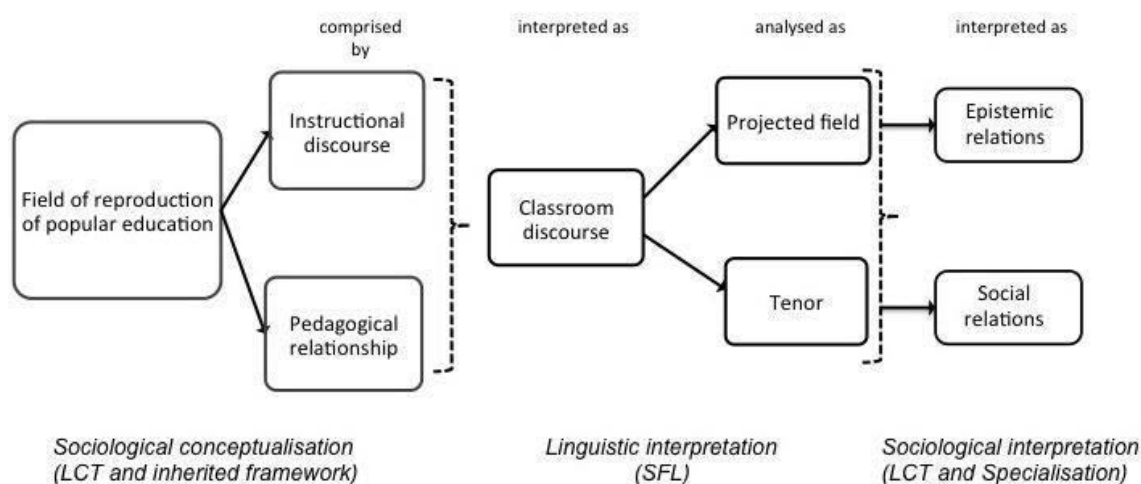 comprised
by
interpreted as
analysed as
interpreted as
Instructional
discourse
Projected field
Epistemic
relations
Field of reproduction
of popular education
Classroom
discourse
Pedagogical
relationship
Tenor
Social
relations
Sociological conceptualisation
(LCT and inherited framework)
Linguistic interpretation
(SFL)
Sociological interpretation
(LCT and Specialisation)